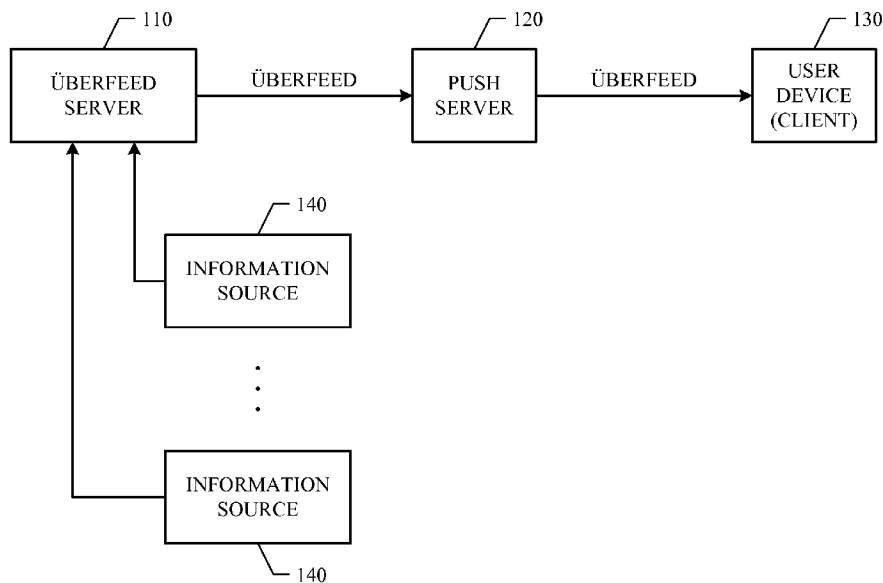 110
120
130
ÜBERFEED
SERVER
ÜBERFEED
PUSH
SERVER
ÜBERFEED
USER
DEVICE
(CLIENT)
140
INFORMATION
SOURCE
INFORMATION
SOURCE
140